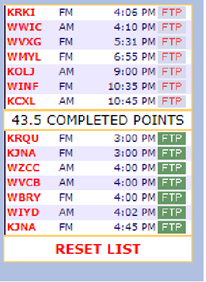 KRKI FM 4:06 PM FTP
WWIC AM 4:10 PM FTP
WVXG FM 5:31 PM FTP
WMYL FM 6:55 PM FTP
KOLJ AM 9:00 PM FTP
WINF FM 10:35 PM FTP
KCXL AM 10:45 PM FTP
43.5 COMPLETED POINTS
KRQU FM 3:00 PM FTP
KJNA FM 3:00 PM FTP
WZCC AM 4:00 PM FTP
WVCB AM 4:00 PM FTP
WBRY AM 4:00 PM FTP
WIYD AM 4:02 PM FTP
KJNA FM 4:45 PM FTP
RESET LIST